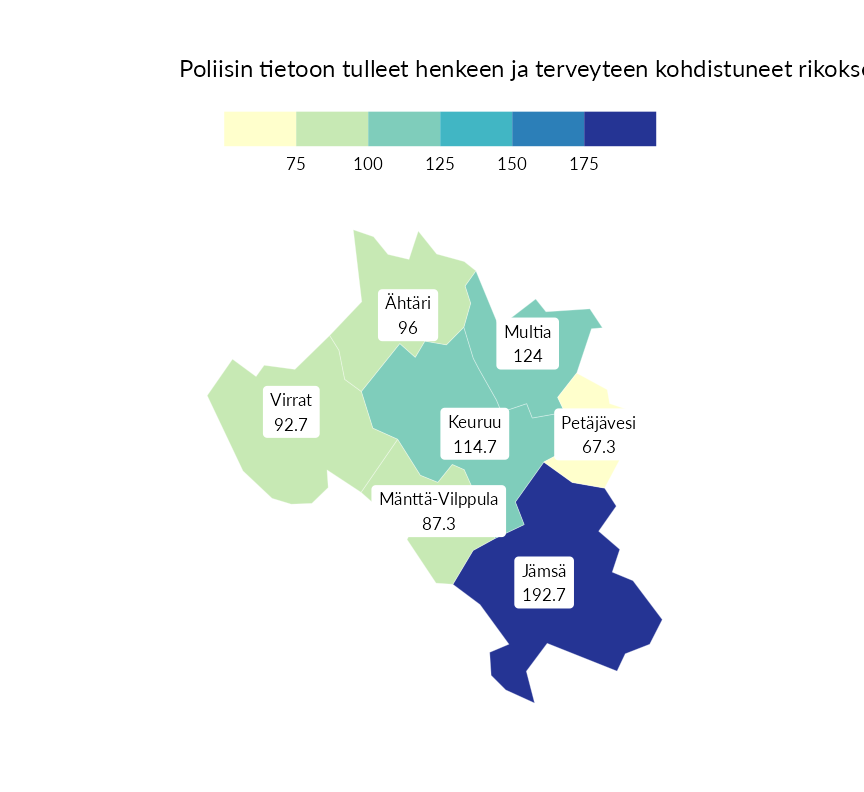 Poliisin tietoon tulleet henkeen ja terveyteen kohdistuneet
75 100 125 150 175
Ähtäri
96
Multia
124
Virrat
92.7
Keuruu
114.7
Petäjävesi
67.3
Mänttä-Vilppula
87.3
Jämsä
192.7